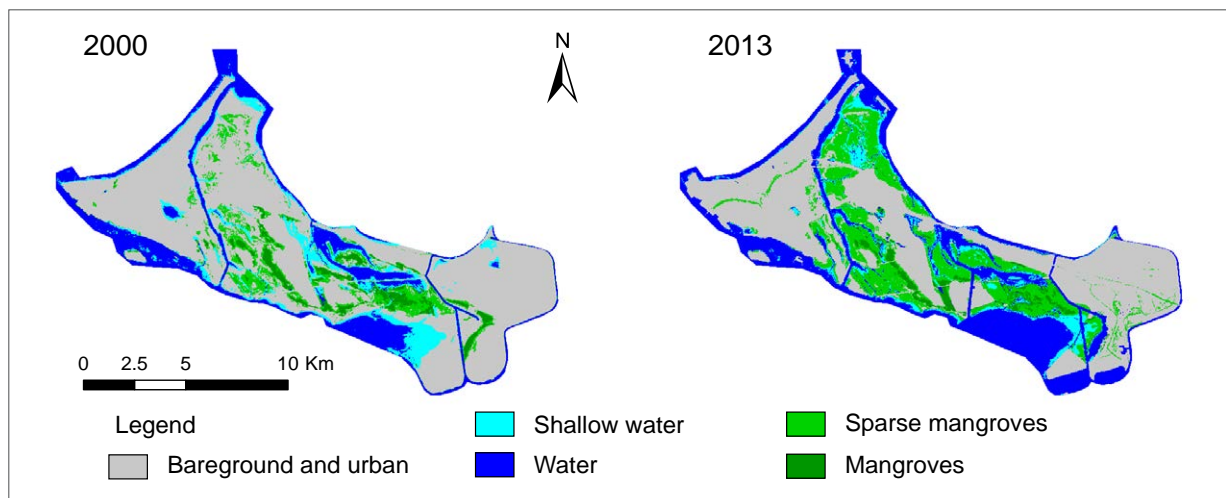 2000
N
2013
0 2.5 5 10 Km
Legend
Shallow water
Sparse mangroves
Bareground and urban
Water
Mangroves